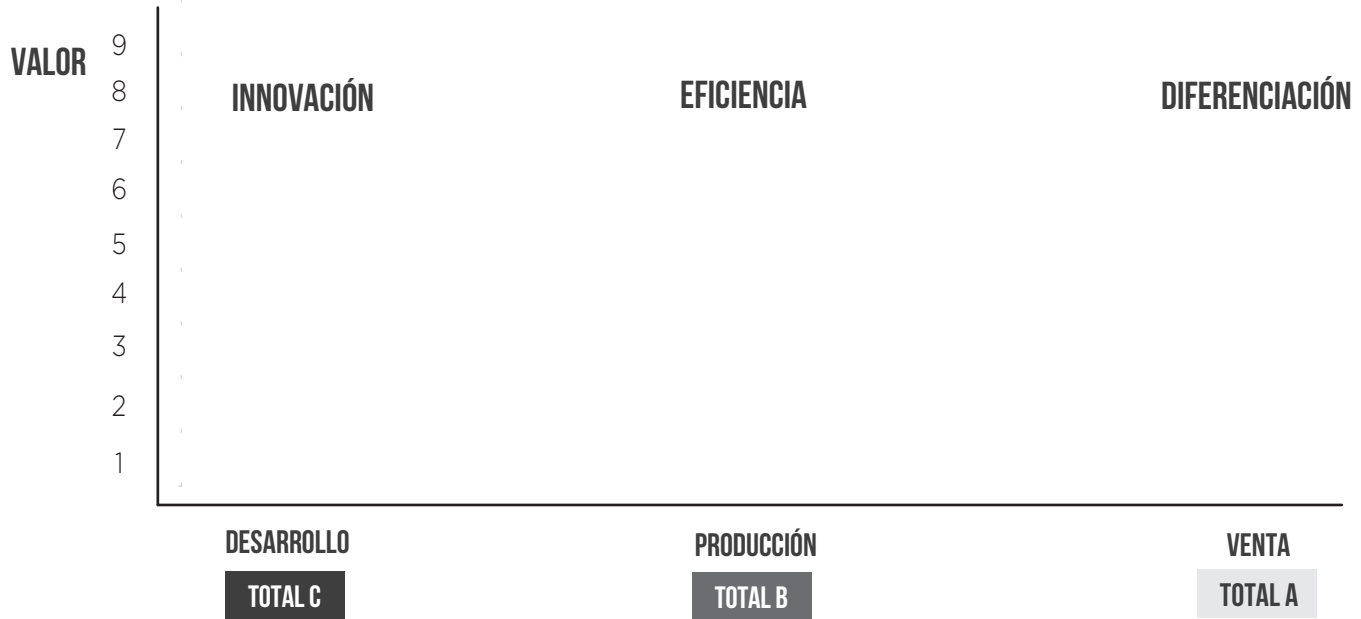 VALOR
9
8
7
6
5
4
3
2
1
INNOVACIÓN
EFICIENCIA
DIFERENCIACIÓN
DESARROLLO
PRODUCCIÓN
VENTA
TOTAL C
TOTAL B
TOTAL A